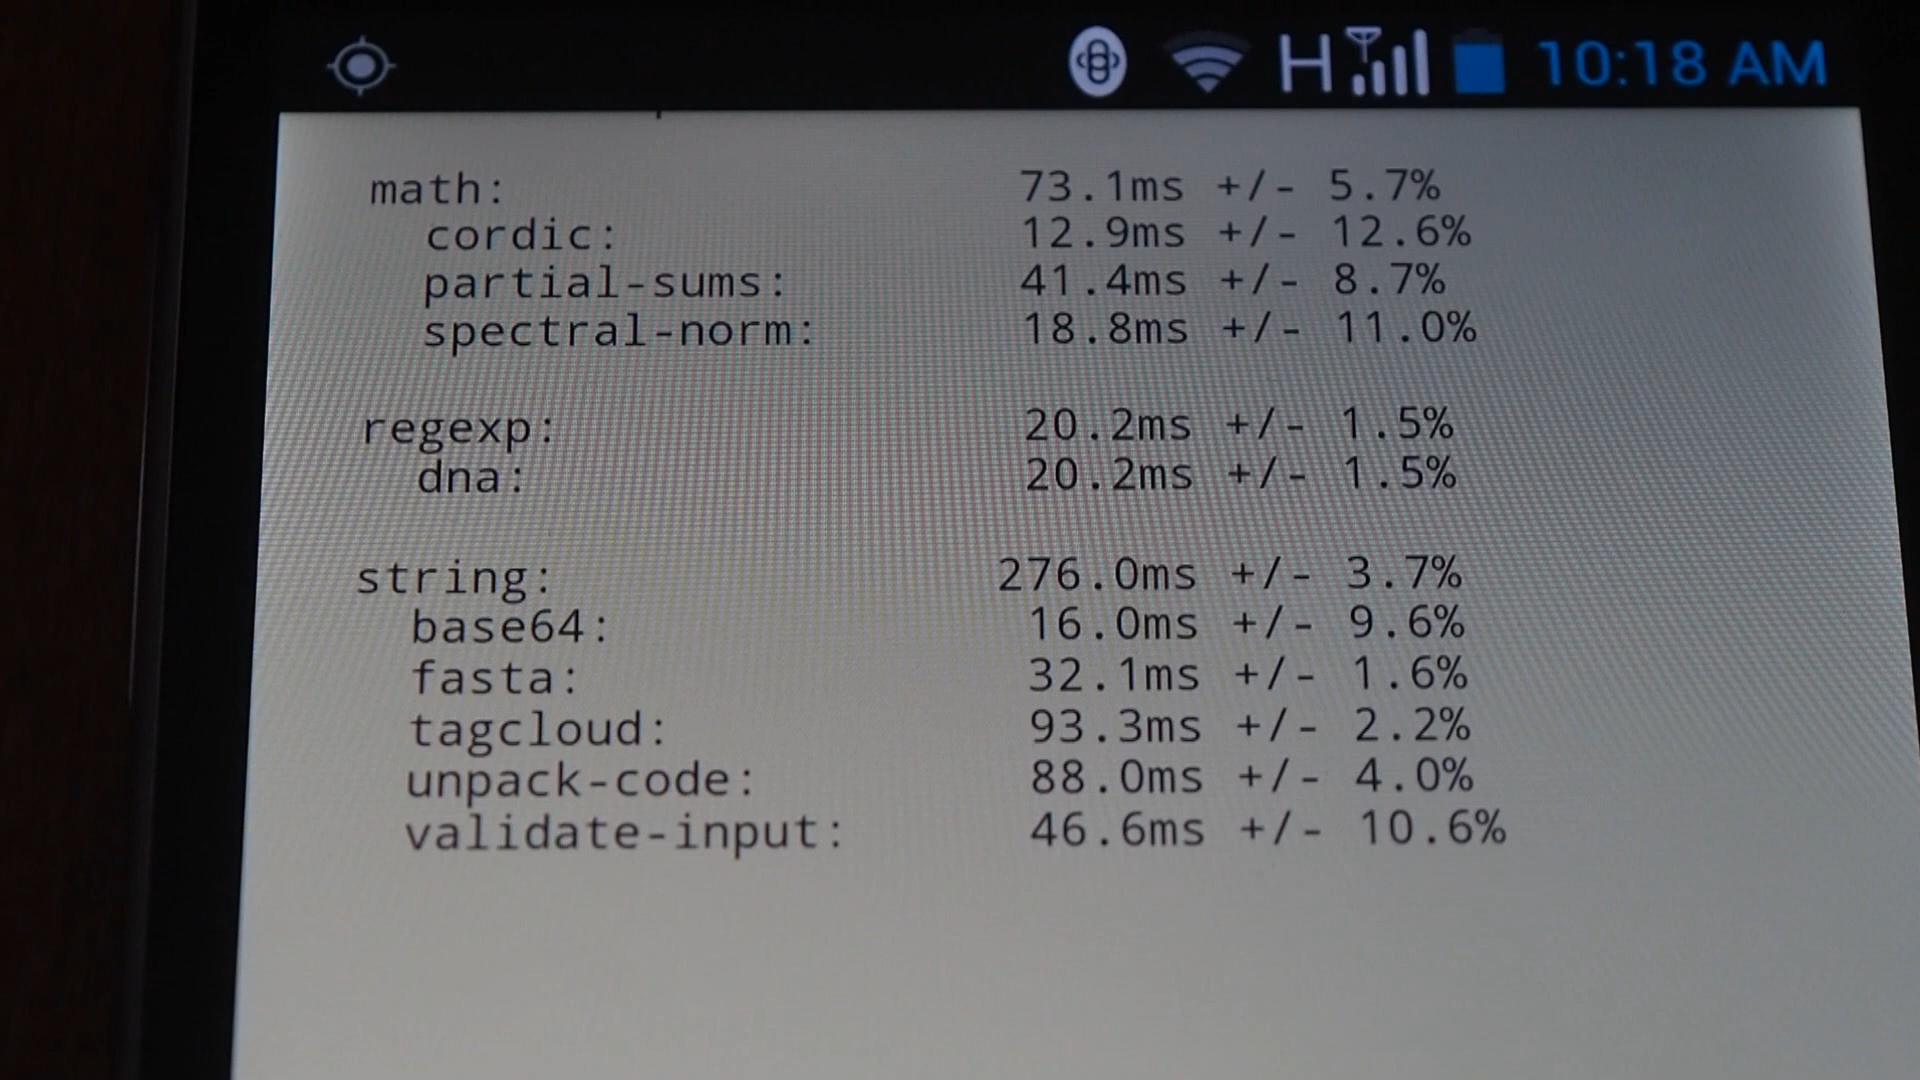 H 10:18 AM
math: 73.1ms +/- 5.7%
cordic: 12.9ms +/- 12.6%
partial-sums: 41.4ms +/- 8.7%
spectral-norm: 18.8ms +/- 11.0%
regexp: 20.2ms +/- 1.5%
dna: 20.2ms +/- 1.5%
string: 276.0ms +/- 3.7%
base64: 16.0ms +/- 9.6%
fasta: 32.1ms +/- 1.6%
tagcloud: 93.3ms +/- 2.2%
unpack-code: 88.0ms +/- 4.0%
validate-input: 46.6ms +/- 10.6%